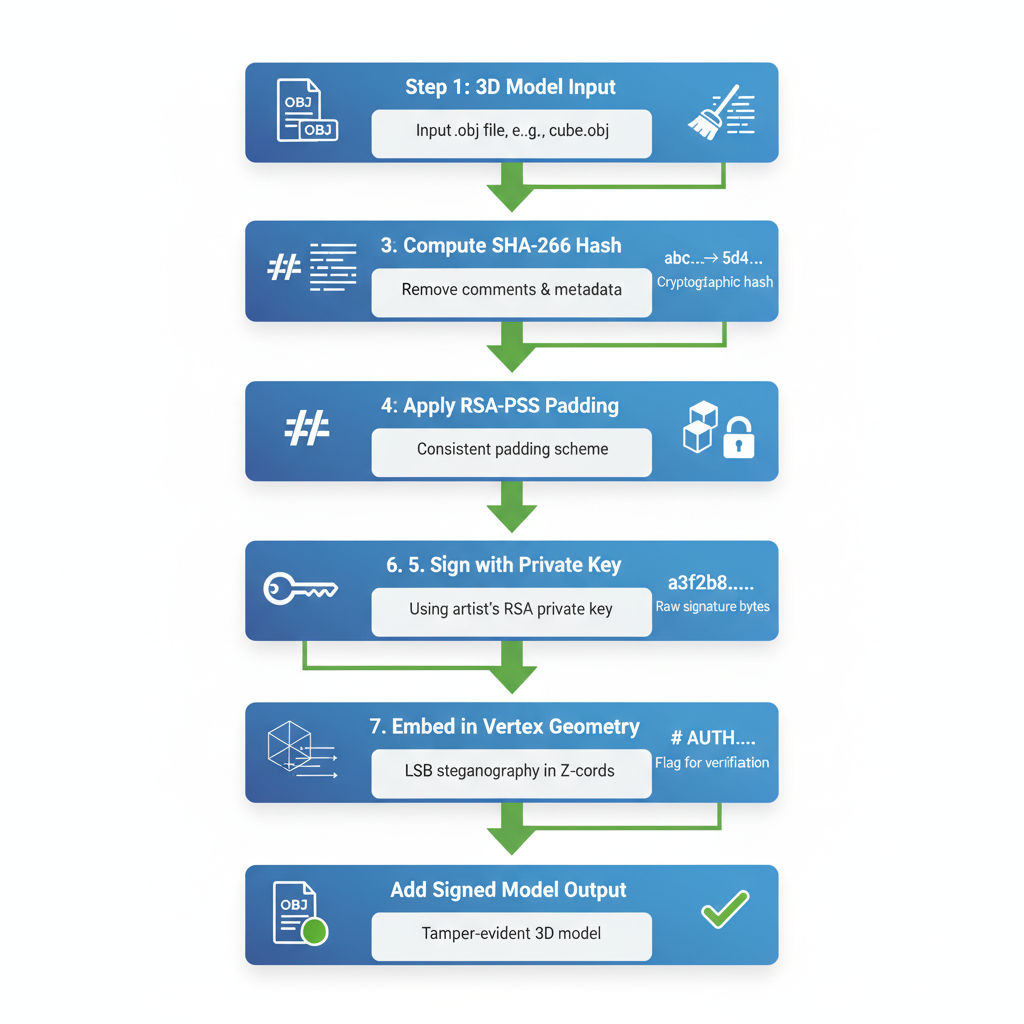 Step 1: 3D Model Input
OBJ
OBJ
Input .obj file, e..g., cube.obj
3. Compute SHA-266 Hash
#
Remove comments & metadata
abc...→ 5d4...
Cryptogfaphic hash
4: Apply RSA-PSS Padding
#
Consistent padding scheme
6. 5. Sign with Private Key
Using artist's RSA private key
a3f2b8.....
Raw signature bytes
7. Embed in Vertex Geometry
LSB steganography in Z-cords
# AUTH....
Flag for verifiation
Add Signed Model Output
OBJ
Tamper-evident 3D model